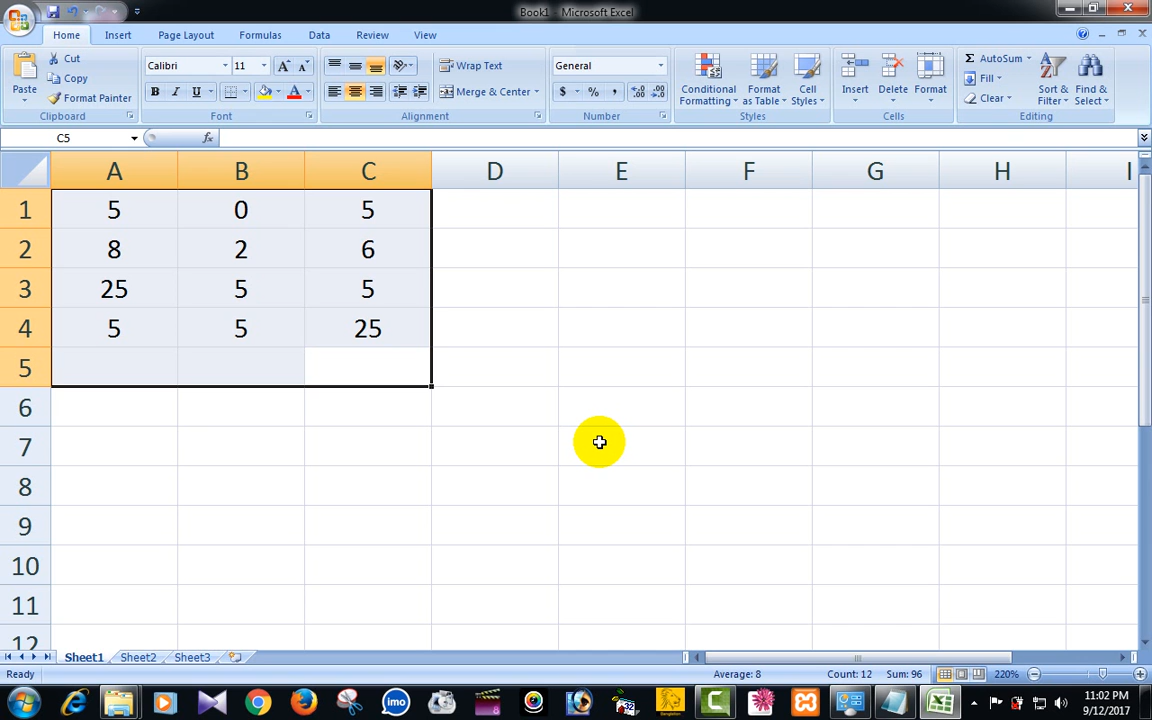 Book1 - Microsoft Excel
Home Insert Page Layout Formulas Data Review View
Paste
Cut
Copy
Format Painter
Clipboard
Calibri 11
B I U
Font
Wrap Text
Merge & Center
Alignment
General
$ % ,
Number
Conditional Formatting
Format as Table
Cell Styles
Styles
Insert Delete Format
Cells
Σ AutoSum
Fill
Clear
Sort & Filter
Find & Select
Editing
C5 fx
A B C D E F G H I
1 5 0 5
2 8 2 6
3 25 5 5
4 5 5 25
5
6
7
8
9
10
11
12
Sheet1 Sheet2 Sheet3
Ready Average: 8 Count: 12 Sum: 96 220%
imo
32
11:02 PM
9/12/2017